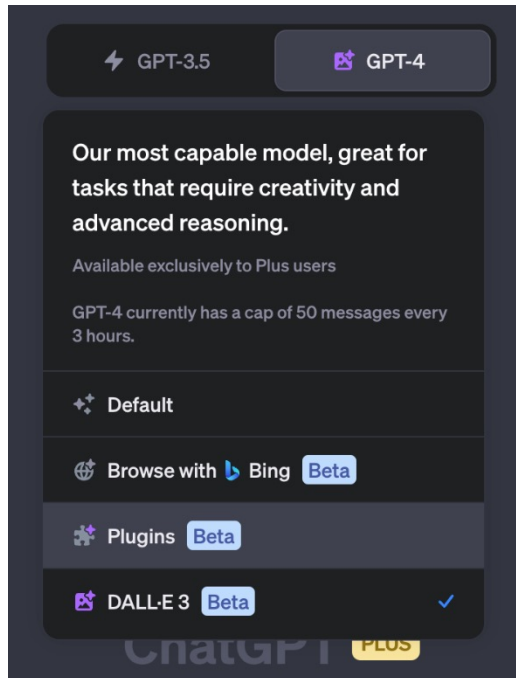 GPT-3.5 GPT-4
Our most capable model, great for
tasks that require creativity and
advanced reasoning.
Available exclusively to Plus users
GPT-4 currently has a cap of 50 messages every
3 hours.
Default
Browse with Bing Beta
Plugins Beta
DALL·E 3 Beta
ChatGPT PLUS